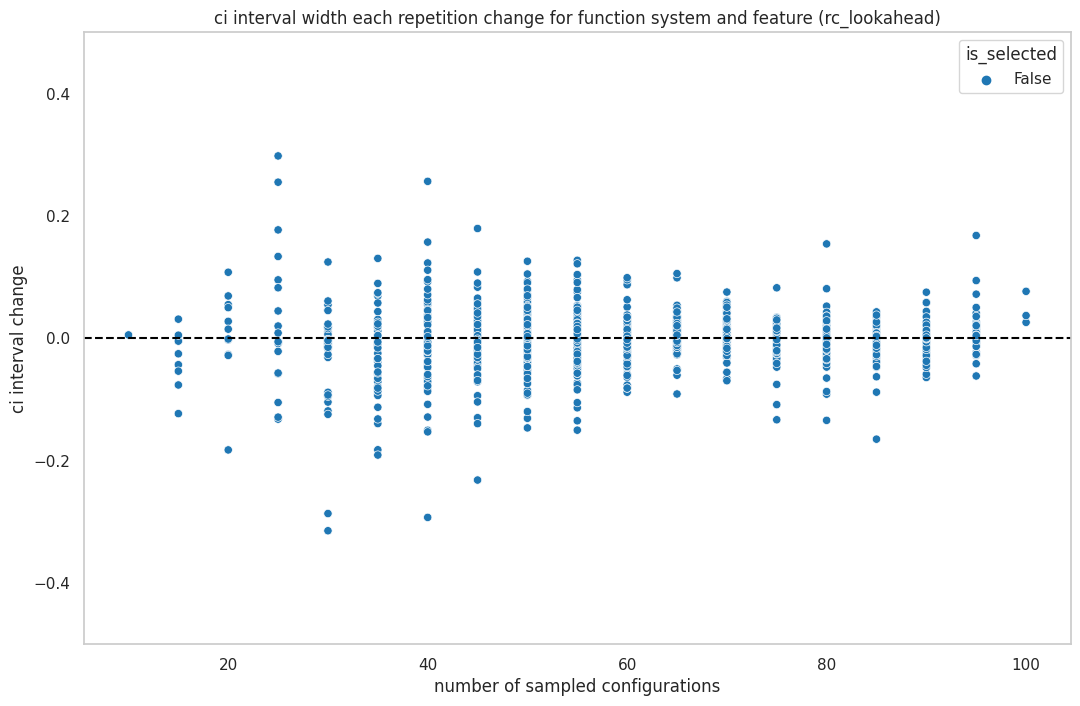 ci interval width each repetition change for function system and feature (rc_lookahead)
is_selected
False
ci interval change
0.4
0.2
0.0
−0.2
−0.4
20 40 60 80 100
number of sampled configurations